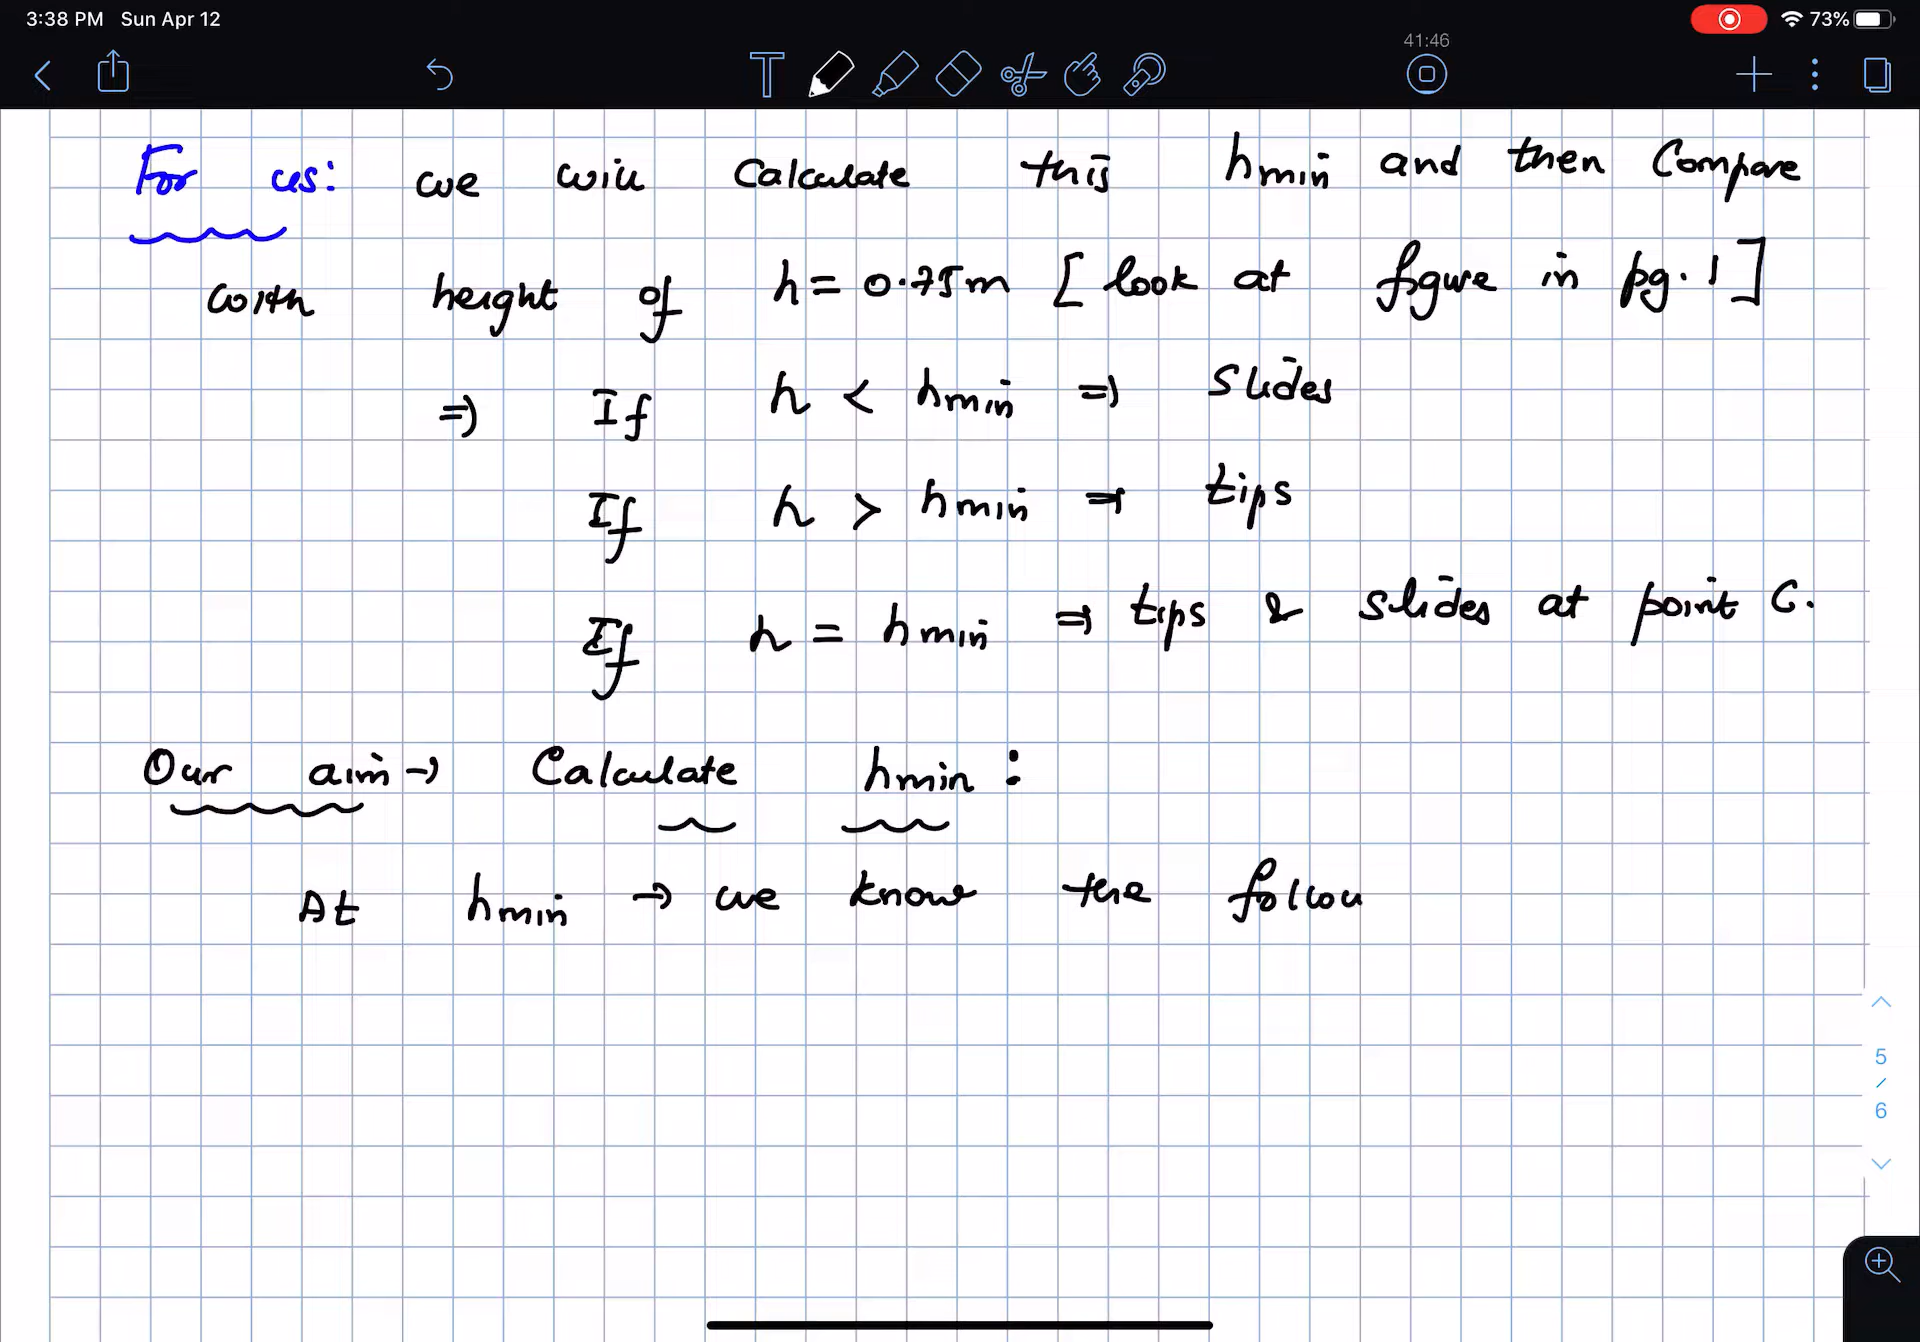 3:38 PM Sun Apr 12
73%
41:46
For us: we will Calculate this hmin and then Compare
with height of h = 0.75m [look at figure in pg. 1]
=> If h < hmin => Slides
If h > hmin => tips
If h = hmin => tips & slides at point C.
Our aim → Calculate hmin:
At hmin → we know the follow
5
/
6